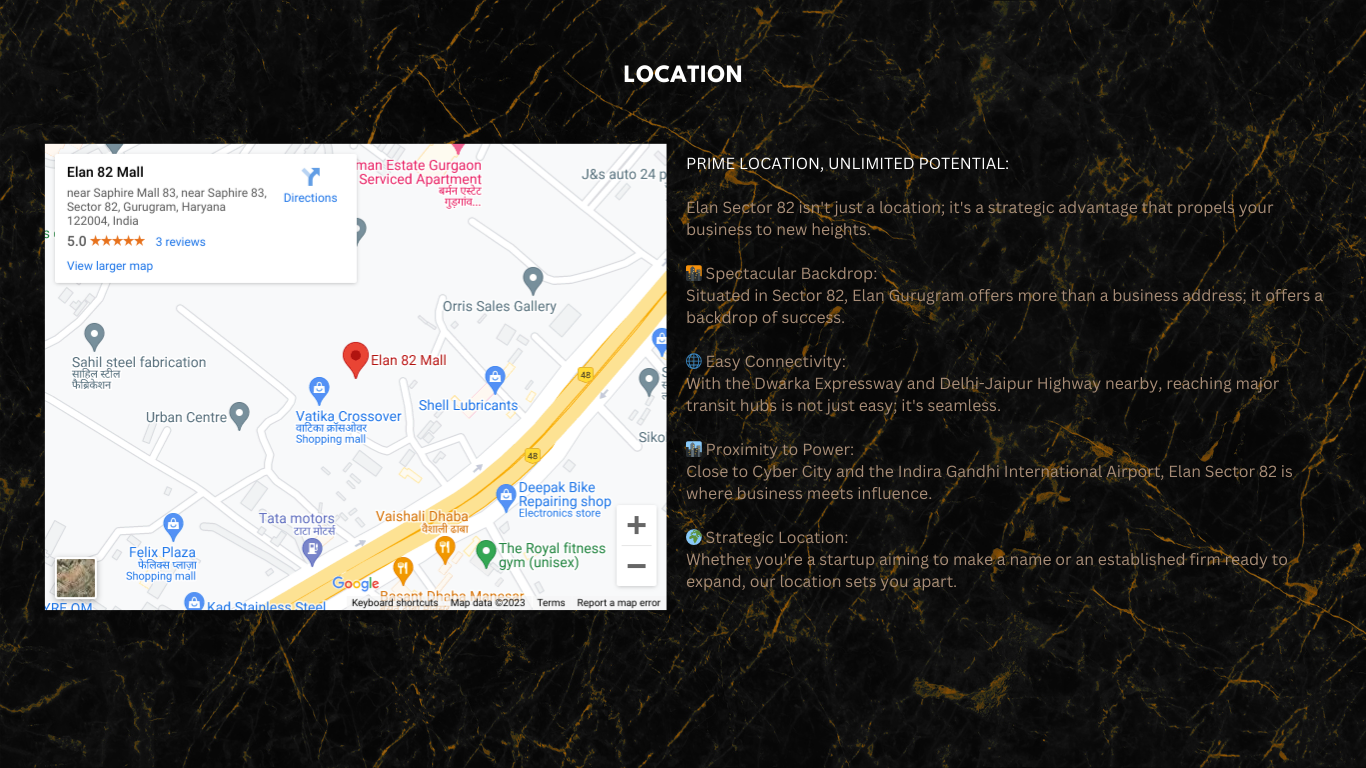 LOCATION
Elan 82 Mall
near Saphire Mall 83, near Saphire 83,
Sector 82, Gurugram, Haryana
122004, India
Directions
5.0
3 reviews
View larger map
man Estate Gurgaon
Serviced Apartment
बर्मन एस्टेट
गुड़गांव...
J&s auto 24 p
Orris Sales Gallery
Sahil steel fabrication
साहिल स्टील
फैब्रिकेशन
Elan 82 Mall
48
Shell Lubricants
Urban Centre
Vatika Crossover
वाटिका क्रॉसओवर
Shopping mall
Siko
48
Deepak Bike
Repairing shop
Electronics store
Tata motors
टाटा मोटर्स
Vaishali Dhaba
वैशाली ढाबा
Felix Plaza
फेलिक्स प्लाज़ा
Shopping mall
The Royal fitness
gym (unisex)
Google
Basant Dhaba Manesar
YRE OM
Kad Stainless Steel
Keyboard shortcuts Map data ©2023 Terms Report a map error
PRIME LOCATION, UNLIMITED POTENTIAL:
Elan Sector 82 isn't just a location; it's a strategic advantage that propels your
business to new heights.
🏙 Spectacular Backdrop:
Situated in Sector 82, Elan Gurugram offers more than a business address; it offers a
backdrop of success.
🌐 Easy Connectivity:
With the Dwarka Expressway and Delhi-Jaipur Highway nearby, reaching major
transit hubs is not just easy; it's seamless.
🏙 Proximity to Power:
Close to Cyber City and the Indira Gandhi International Airport, Elan Sector 82 is
where business meets influence.
🌍 Strategic Location:
Whether you're a startup aiming to make a name or an established firm ready to
expand, our location sets you apart.